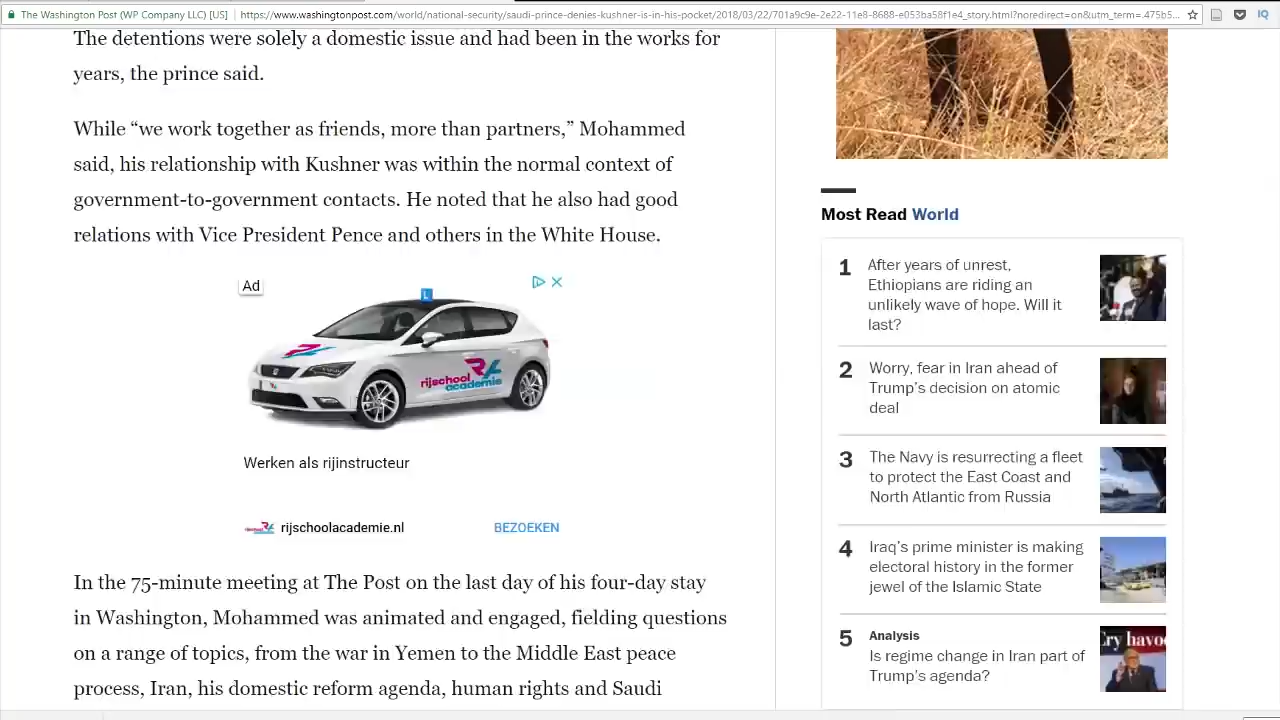 The Washington Post (WP Company LLC) [US]
https://www.washingtonpost.com/world/national-security/saudi-prince-denies-kushner-is-in-his-pocket/2018/03/22/701a9c9e-2e22-11e8-8688-e053ba58f1e4_story.html?noredirect=on&utm_term=.475b5...
The detentions were solely a domestic issue and had been in the works for
years, the prince said.
While “we work together as friends, more than partners,” Mohammed
said, his relationship with Kushner was within the normal context of
government-to-government contacts. He noted that he also had good
relations with Vice President Pence and others in the White House.
Ad
L
rijschool
academie
Werken als rijinstructeur
rijschoolacademie.nl
BEZOEKEN
In the 75-minute meeting at The Post on the last day of his four-day stay
in Washington, Mohammed was animated and engaged, fielding questions
on a range of topics, from the war in Yemen to the Middle East peace
process, Iran, his domestic reform agenda, human rights and Saudi
Most Read World
1
After years of unrest,
Ethiopians are riding an
unlikely wave of hope. Will it
last?
2
Worry, fear in Iran ahead of
Trump’s decision on atomic
deal
3
The Navy is resurrecting a fleet
to protect the East Coast and
North Atlantic from Russia
4
Iraq’s prime minister is making
electoral history in the former
jewel of the Islamic State
5
Analysis
Is regime change in Iran part of
Trump’s agenda?